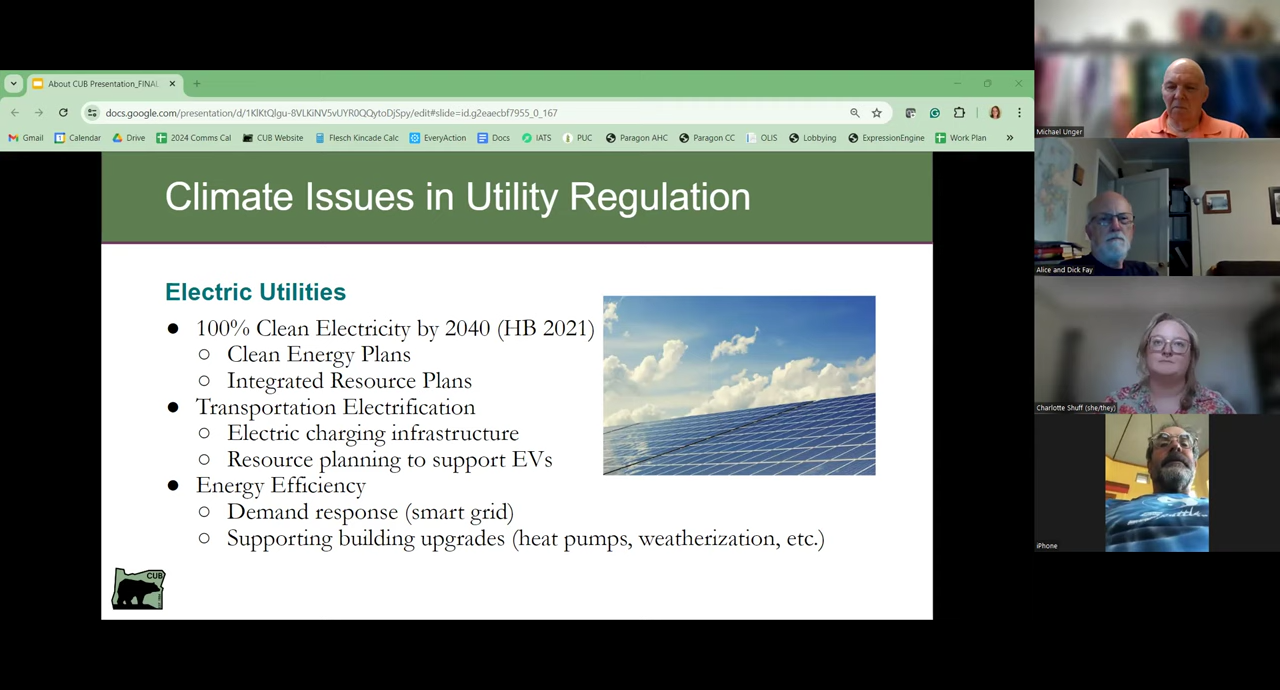 About CUB Presentation_FINAL
docs.google.com/presentation/d/1KlKtQlgu-8VLKiNV5vUYR0QQytoDjSpy/edit#slide=id.g2eaecbf7955_0_167
Gmail Calendar Drive 2024 Comms Cal CUB Website Flesch Kincade Calc EveryAction Docs IATS PUC Paragon AHC Paragon CC OLIS Lobbying ExpressionEngine Work Plan
Climate Issues in Utility Regulation
Electric Utilities
● 100% Clean Electricity by 2040 (HB 2021)
○ Clean Energy Plans
○ Integrated Resource Plans
● Transportation Electrification
○ Electric charging infrastructure
○ Resource planning to support EVs
● Energy Efficiency
○ Demand response (smart grid)
○ Supporting building upgrades (heat pumps, weatherization, etc.)
CUB
Michael Unger
Alice and Dick Fay
Charlotte Shuff (she/they)
iPhone